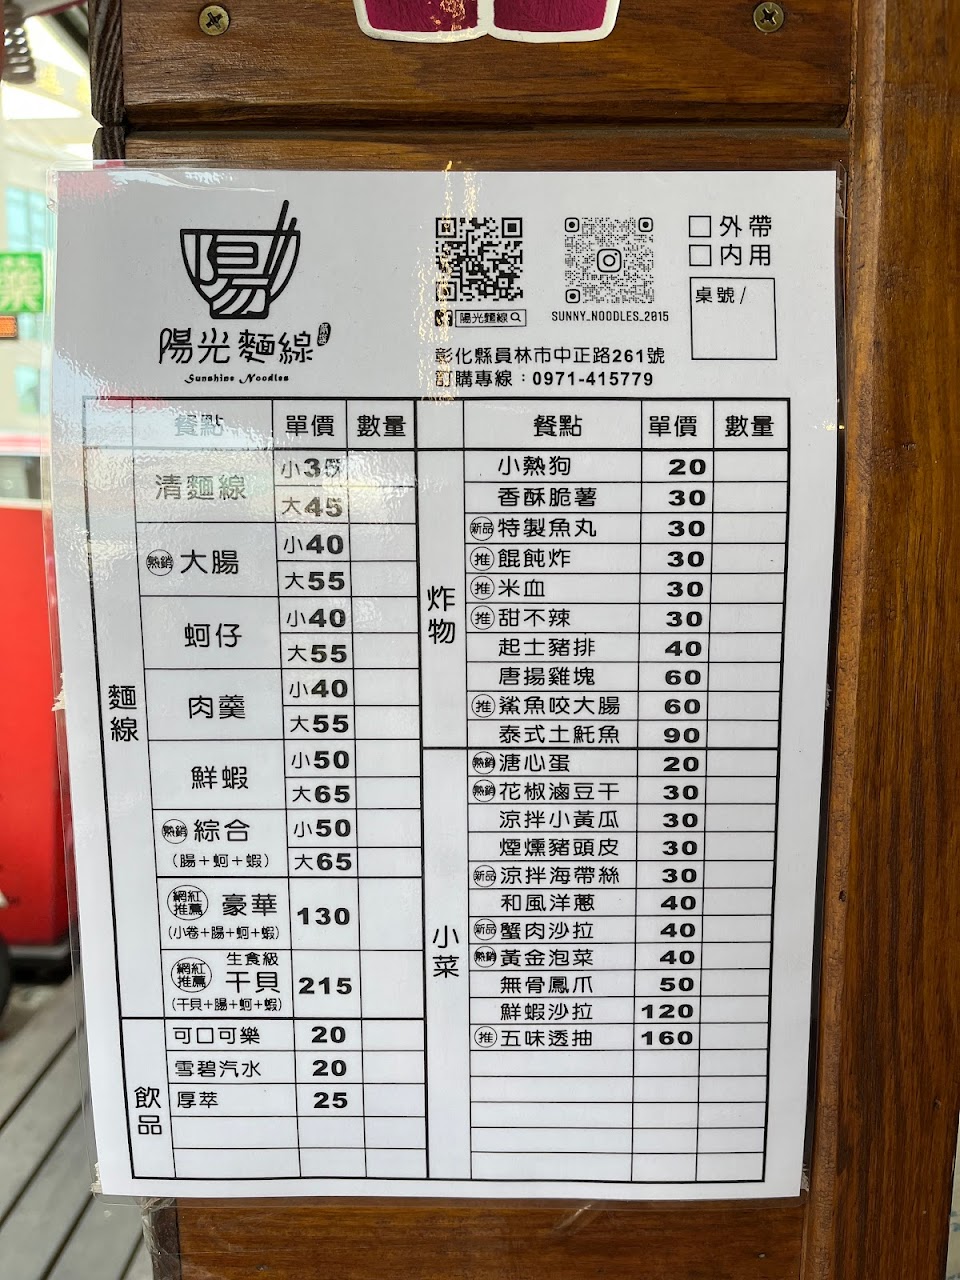 藥
陽
陽光麵線
Sunshine Noodles
陽光麵線
SUNNY_NOODLES_2015
外帶
內用
桌號/
彰化縣員林市中正路261號
訂購專線：0971-415779
餐點 單價 數量 餐點 單價 數量
麵線
清麵線 小35
大45
熱銷 大腸 小40
大55
蚵仔 小40
大55
肉羹 小40
大55
鮮蝦 小50
大65
熱銷 綜合 小50
(腸+蚵+蝦) 大65
網紅推薦 豪華 130
(小卷+腸+蚵+蝦)
網紅推薦 生食級干貝 215
(干貝+腸+蚵+蝦)
飲品
可口可樂 20
雪碧汽水 20
厚萃 25
炸物
小熱狗 20
香酥脆薯 30
新品 特製魚丸 30
推 餛飩炸 30
推 米血 30
推 甜不辣 30
起士豬排 40
唐揚雞塊 60
推 鯊魚咬大腸 60
泰式土魠魚 90
小菜
熱銷 溏心蛋 20
熱銷 花椒滷豆干 30
涼拌小黃瓜 30
煙燻豬頭皮 30
新品 涼拌海帶絲 30
和風洋蔥 40
新品 蟹肉沙拉 40
熱銷 黃金泡菜 40
無骨鳳爪 50
鮮蝦沙拉 120
推 五味透抽 160